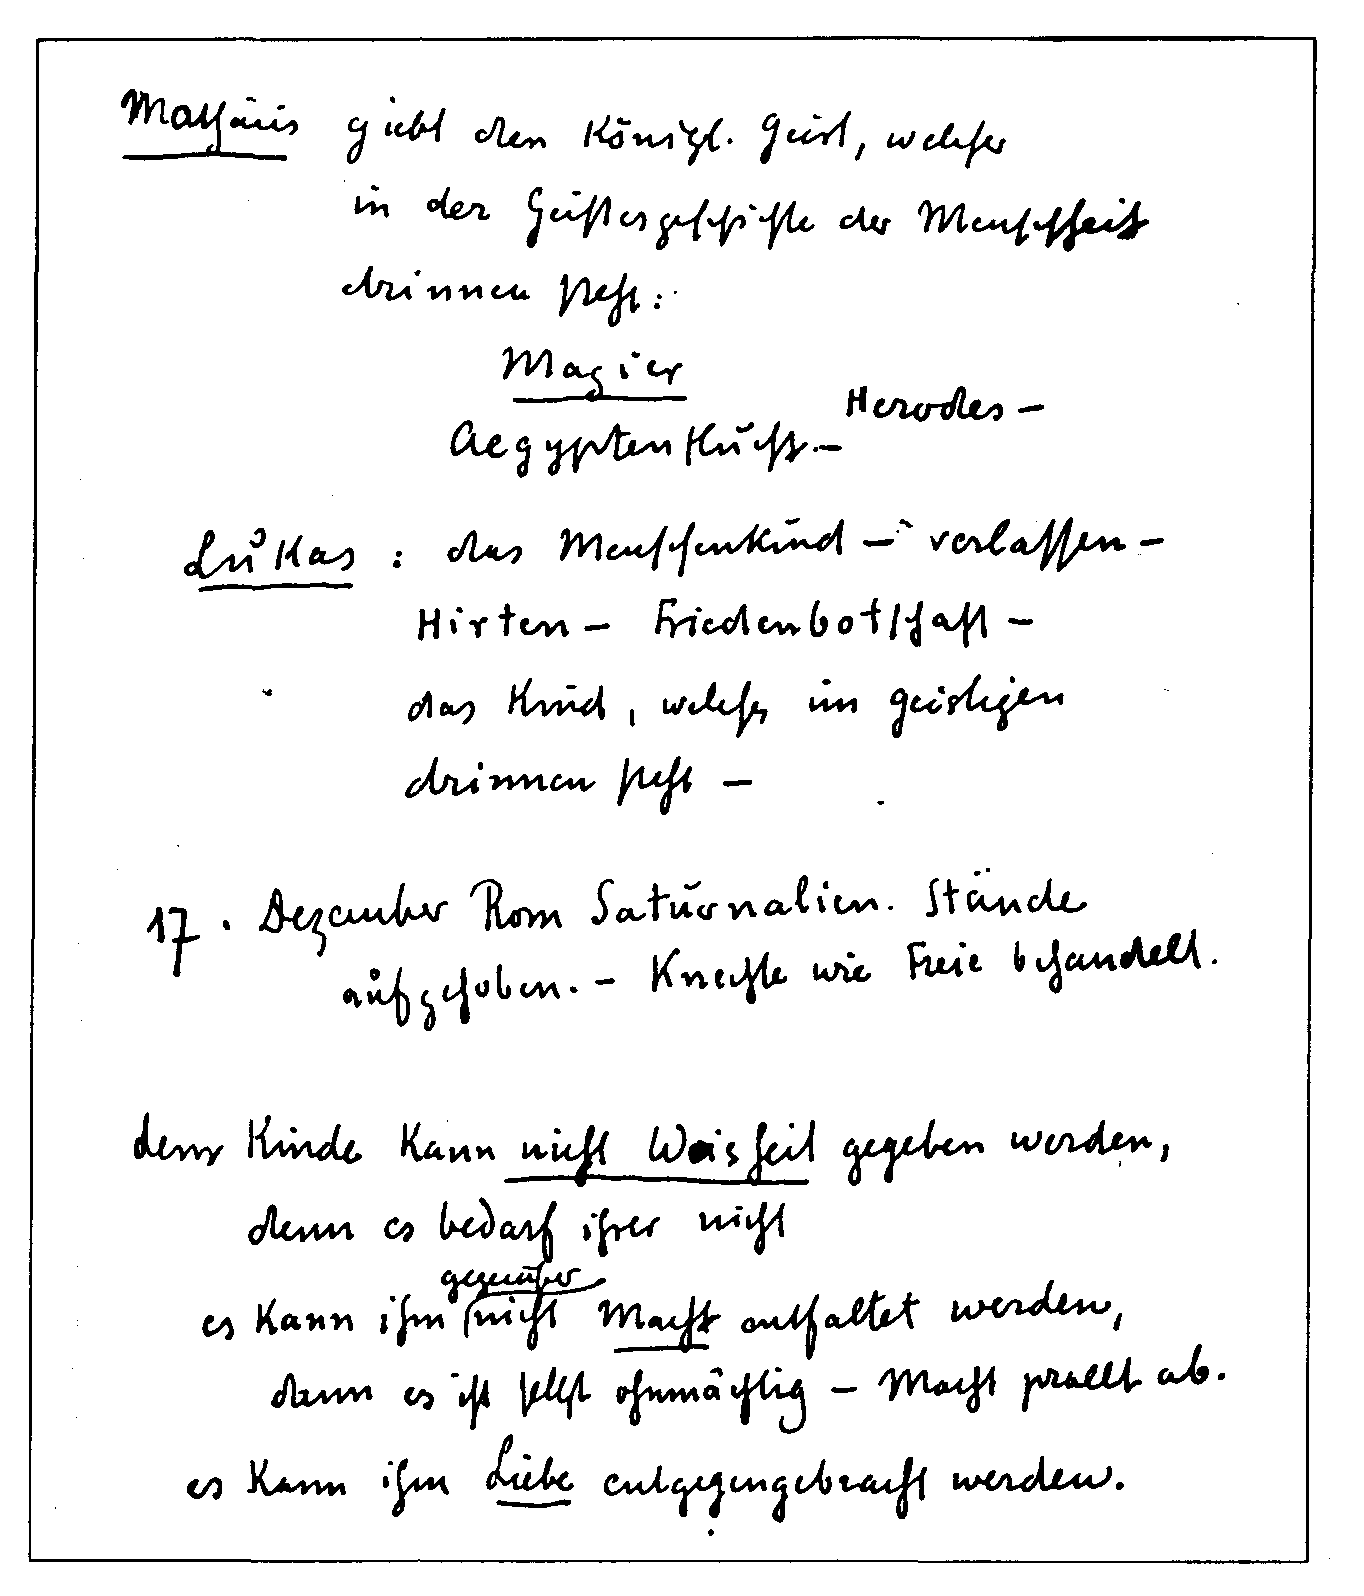 Mathäus giebt den Königl. Geist, welcher
in der Geistesgeschichte der Menschheit
drinnen steht:
Magier
Herodes –
Aegypten flucht. –
Lukas : das Menschenkind – verlassen –
Hirten – Friedenbotschaft –
das Kind, welches im geistigen
drinnen steht –
17. Dezember Rom Saturnalien. Stände
aufgehoben. – Knechte wie Freie behandelt.
dem Kinde kann nicht Weisheit gegeben werden,
denn es bedarf ihrer nicht
gegenüber
es kann ihm nicht Macht entfaltet werden,
denn es ist selbst ohnmächtig – Macht prallt ab.
es kann ihm Liebe entgegengebracht werden.